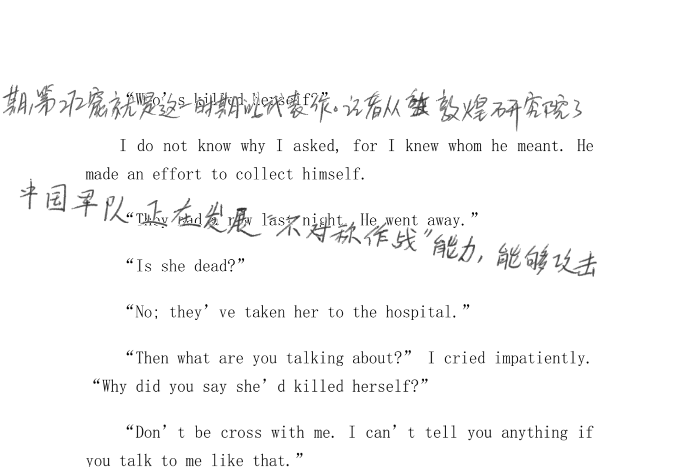 “Who’s killed herself?”
期,第212窟就是这一时期的代表作。记者从敦煌研究院了
I do not know why I asked, for I knew whom he meant. He
made an effort to collect himself.
中国军队正在发展“不对称作战”能力,能够攻击
“They had a row last night. He went away.”
“Is she dead?”
“No; they’ve taken her to the hospital.”
“Then what are you talking about?” I cried impatiently.
“Why did you say she’d killed herself?”
“Don’t be cross with me. I can’t tell you anything if
you talk to me like that.”